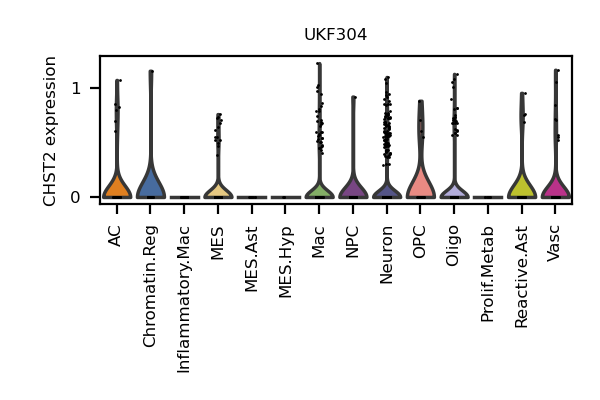 UKF304
CHST2 expression
1
0
AC
Chromatin.Reg
Inflammatory.Mac
MES
MES.Ast
MES.Hyp
Mac
NPC
Neuron
OPC
Oligo
Prolif.Metab
Reactive.Ast
Vasc